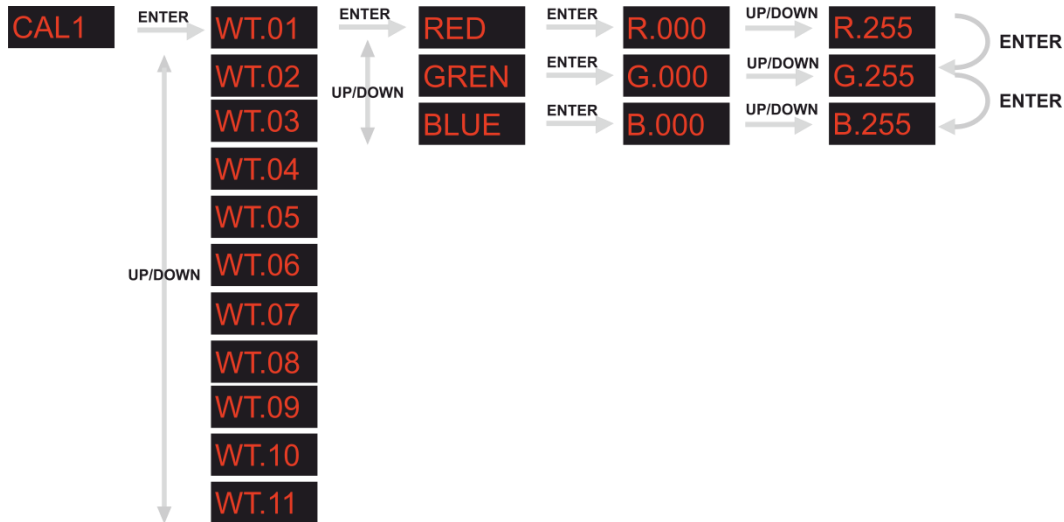 CAL1 ENTER WT.01 ENTER RED ENTER R.000 UP/DOWN R.255
ENTER
WT.02 UP/DOWN GREN ENTER G.000 UP/DOWN G.255
WT.03 BLUE ENTER B.000 UP/DOWN B.255
ENTER
WT.04
WT.05
UP/DOWN WT.06
WT.07
WT.08
WT.09
WT.10
WT.11